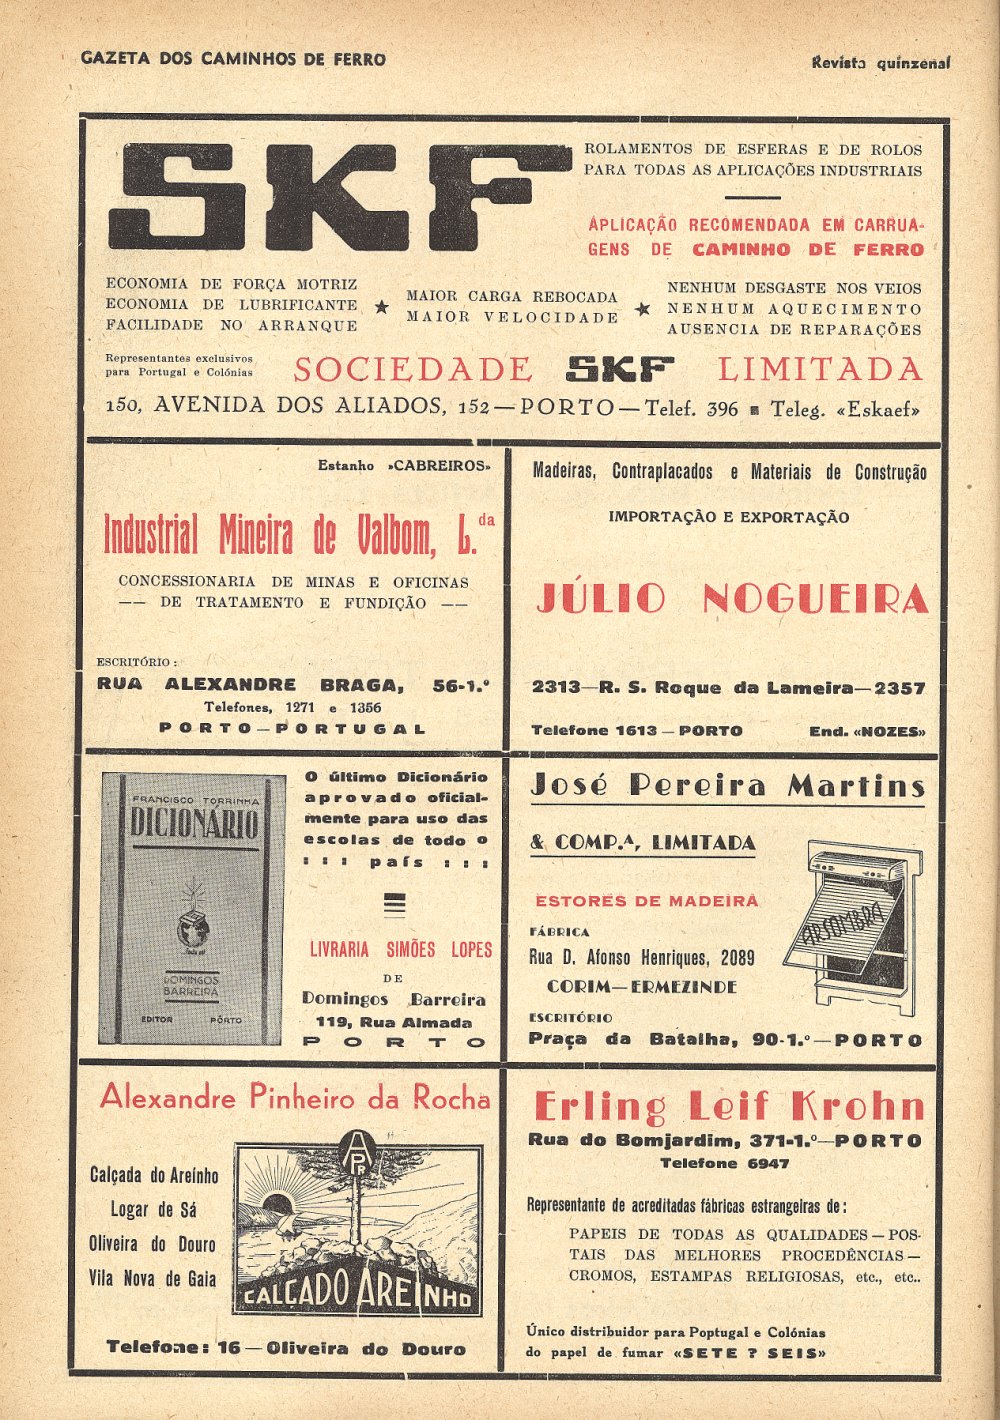 GAZETA DOS CAMINHOS DE FERRO
Revista quinzenal
SKF
ROLAMENTOS DE ESFERAS E DE ROLOS
PARA TODAS AS APLICAÇÕES INDUSTRIAIS
APLICAÇÃO RECOMENDADA EM CARRUA-
GENS DE CAMINHO DE FERRO
ECONOMIA DE FORÇA MOTRIZ
ECONOMIA DE LUBRIFICANTE
FACILIDADE NO ARRANQUE
★
MAIOR CARGA REBOCADA
MAIOR VELOCIDADE
★
NENHUM DESGASTE NOS VEIOS
NENHUM AQUECIMENTO
AUSENCIA DE REPARAÇÕES
Representantes exclusivos
para Portugal e Colónias
SOCIEDADE SKF LIMITADA
150, AVENIDA DOS ALIADOS, 152 — PORTO — Telef. 396 ■ Teleg. «Eskaef»
Estanho »CABREIROS»
Industrial Mineira de Valbom, L.da
CONCESSIONARIA DE MINAS E OFICINAS
—— DE TRATAMENTO E FUNDIÇÃO ——
ESCRITÓRIO :
RUA ALEXANDRE BRAGA, 56-1.º
Telefones, 1271 e 1356
PORTO — PORTUGAL
Madeiras, Contraplacados e Materiais de Construção
IMPORTAÇÃO E EXPORTAÇÃO
JÚLIO NOGUEIRA
2313—R. S. Roque da Lameira—2357
Telefone 1613 — PORTO End. «NOZES»
FRANCISCO TORRINHA
DICIONÁRIO
DOMINGOS
BARREIRA
EDITOR PÔRTO
O último Dicionário
aprovado oficial-
mente para uso das
escolas de todo o
: : : país : : :
LIVRARIA SIMÕES LOPES
DE
Domingos Barreira
119, Rua Almada
PORTO
José Pereira Martins
& COMP.ª, LIMITADA
ESTORES DE MADEIRA
FÁBRICA
Rua D. Afonso Henriques, 2089
CORIM—ERMEZINDE
ESCRITÓRIO
Praça da Batalha, 90-1.º—PORTO
ARSOMBRA
Alexandre Pinheiro da Rocha
Calçada do Areínho
Logar de Sá
Oliveira do Douro
Vila Nova de Gaia
APR
CALÇADO AREINHO
Telefone: 16 — Oliveira do Douro
Erling Leif Krohn
Rua do Bomjardim, 371-1.º—PORTO
Telefone 6947
Representante de acreditadas fábricas estrangeiras de :
PAPEIS DE TODAS AS QUALIDADES — POS-
TAIS DAS MELHORES PROCEDÊNCIAS —
CROMOS, ESTAMPAS RELIGIOSAS, etc., etc..
Único distribuidor para Poptugal e Colónias
do papel de fumar «SETE ? SEIS»